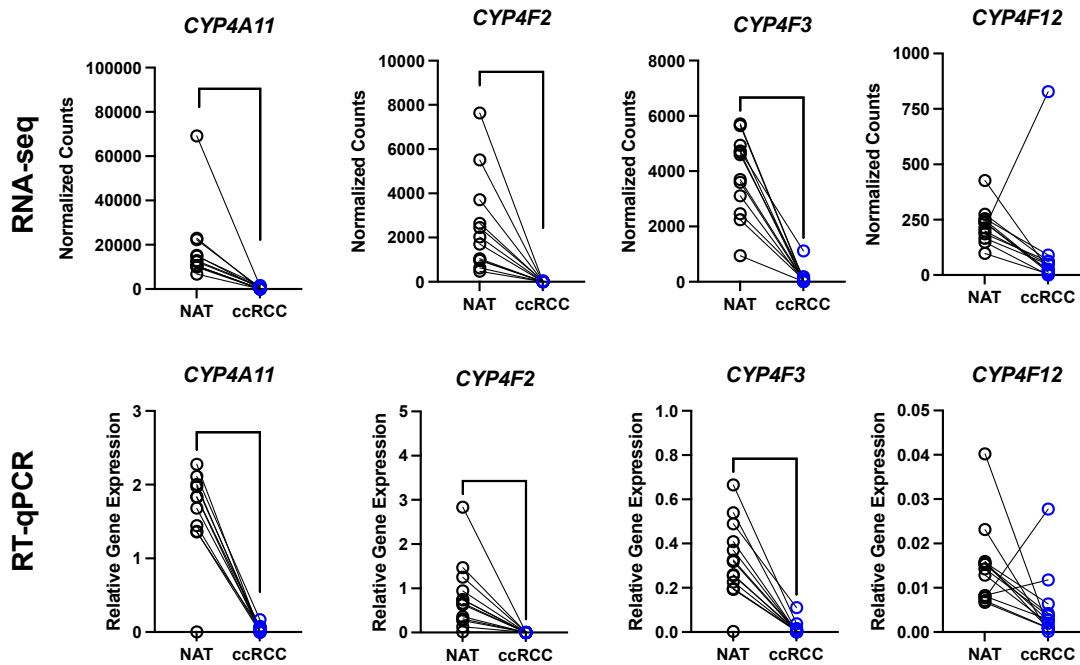 CYP4A11
CYP4F2
CYP4F3
CYP4F12
RNA-seq
Normalized Counts
100000
80000
60000
40000
20000
0
NAT ccRCC
Normalized Counts
10000
8000
6000
4000
2000
0
NAT ccRCC
Normalized Counts
8000
6000
4000
2000
0
NAT ccRCC
Normalized Counts
1000
750
500
250
0
NAT ccRCC
CYP4A11
CYP4F2
CYP4F3
CYP4F12
RT-qPCR
Relative Gene Expression
3
2
1
0
NAT ccRCC
Relative Gene Expression
5
4
3
2
1
0
NAT ccRCC
Relative Gene Expression
1.0
0.8
0.6
0.4
0.2
0.0
NAT ccRCC
Relative Gene Expression
0.05
0.04
0.03
0.02
0.01
0.00
NAT ccRCC